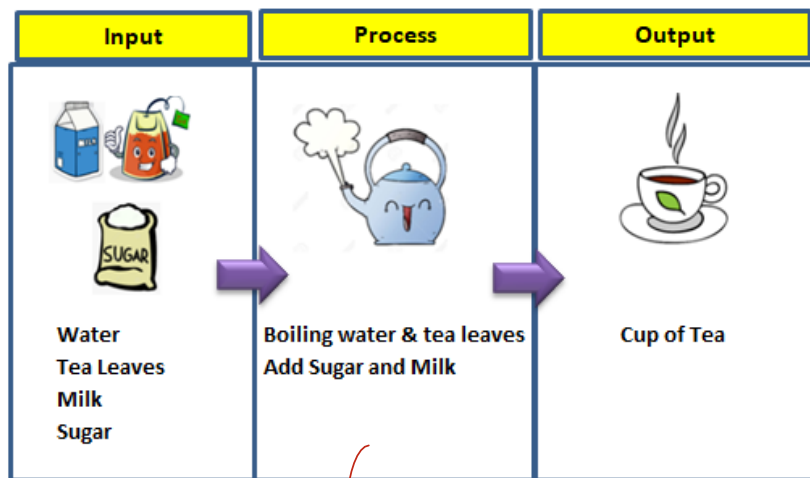 Input
Process
Output
SUGAR
Water
Tea Leaves
Milk
Sugar
Boiling water & tea leaves
Add Sugar and Milk
Cup of Tea